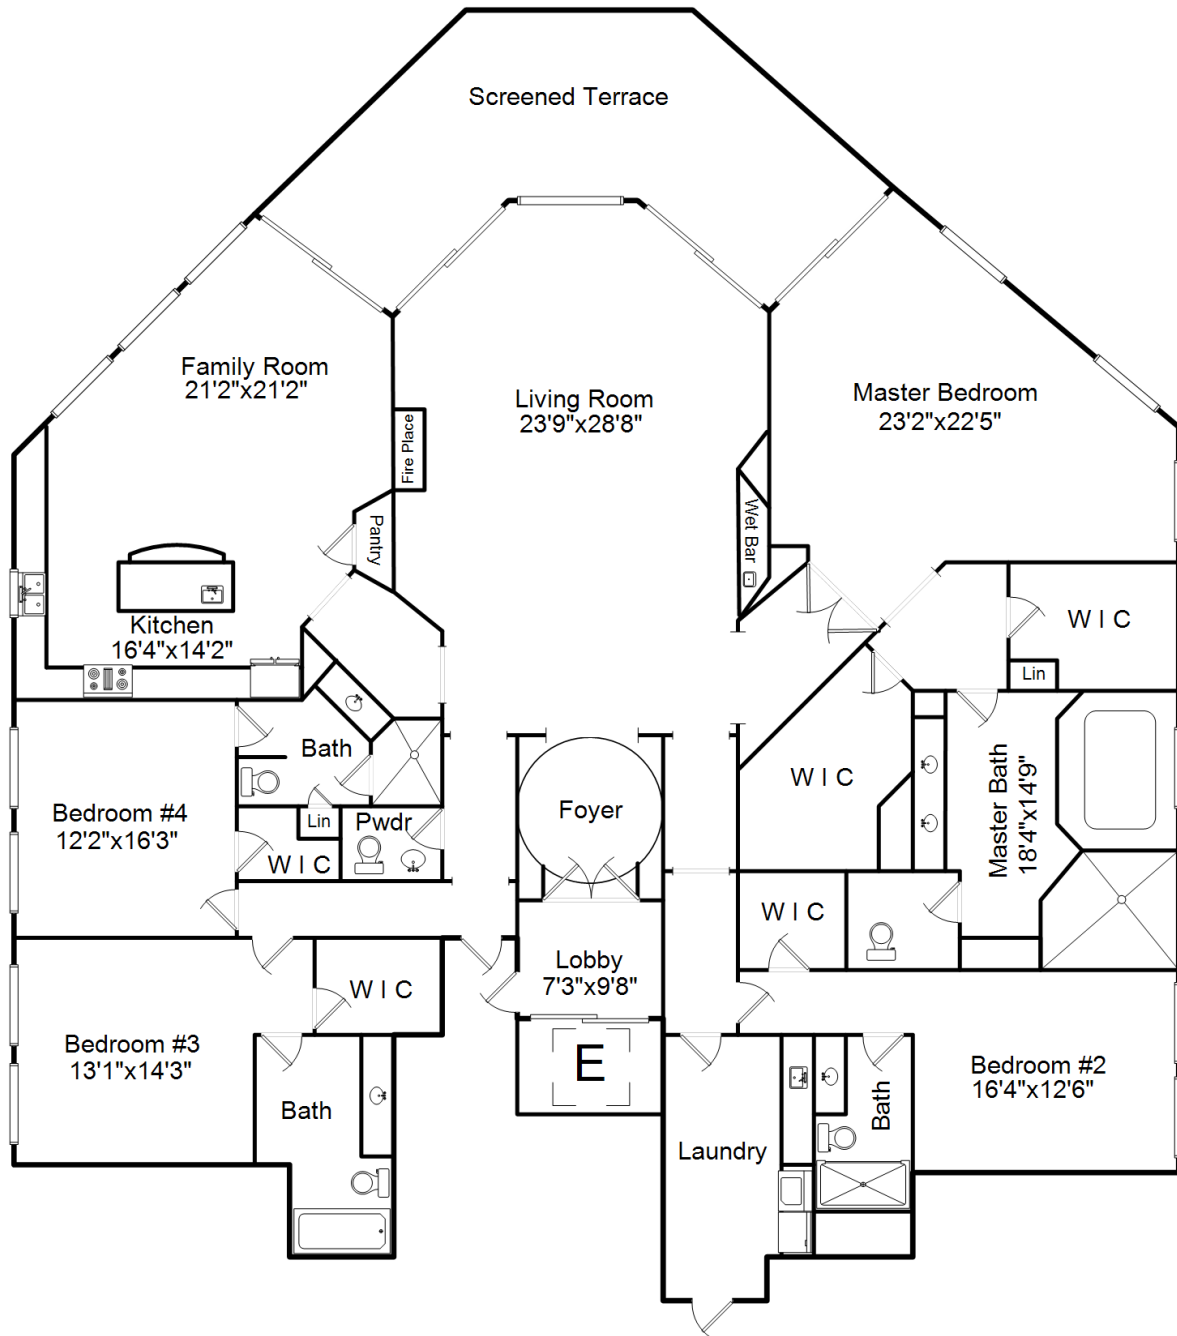 Screened Terrace
Family Room
21'2"x21'2"
Living Room
23'9"x28'8"
Master Bedroom
23'2"x22'5"
Fire Place
Pantry
Wet Bar
Kitchen
16'4"x14'2"
W I C
Lin
Bath
Bedroom #4
12'2"x16'3"
Lin
Pwdr
W I C
Foyer
W I C
Master Bath
18'4"x14'9"
W I C
Lobby
7'3"x9'8"
W I C
Bedroom #3
13'1"x14'3"
E
Bedroom #2
16'4"x12'6"
Bath
Bath
Laundry